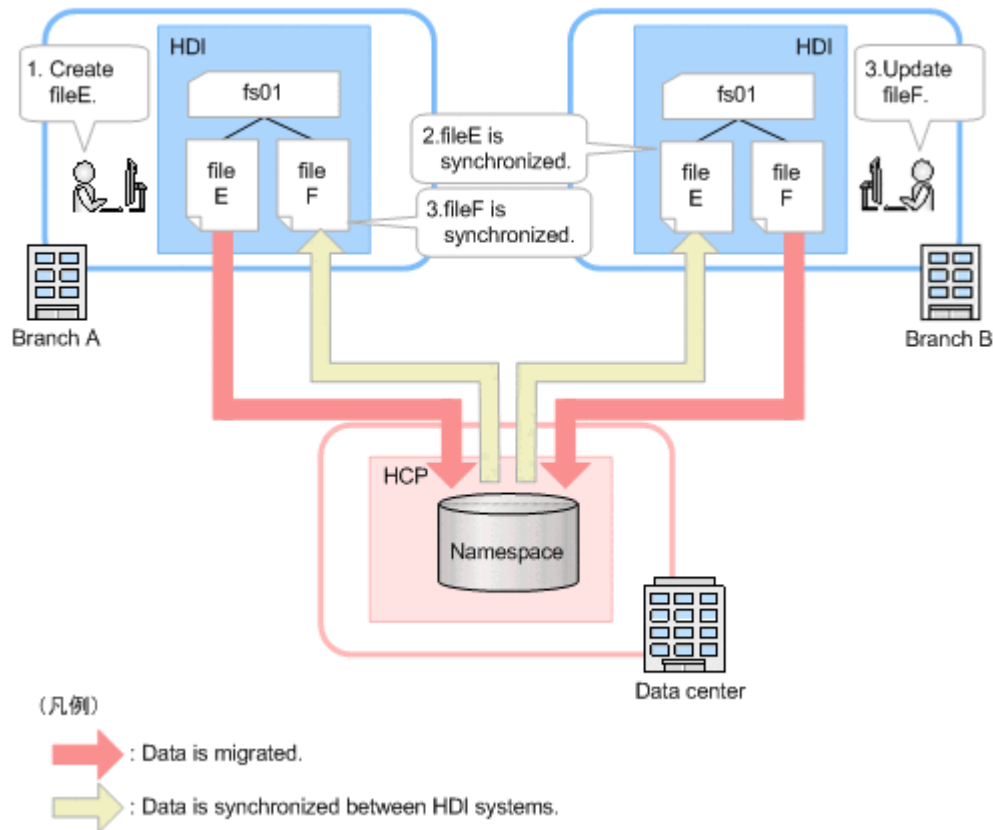 HDI
1. Create
fileE.
fs01
file
E
file
F
3.fileF is
synchronized.
Branch A
HDI
3.Update
fileF.
fs01
2.fileE is
synchronized.
file
E
file
F
Branch B
HCP
Namespace
Data center
(凡例)
: Data is migrated.
: Data is synchronized between HDI systems.